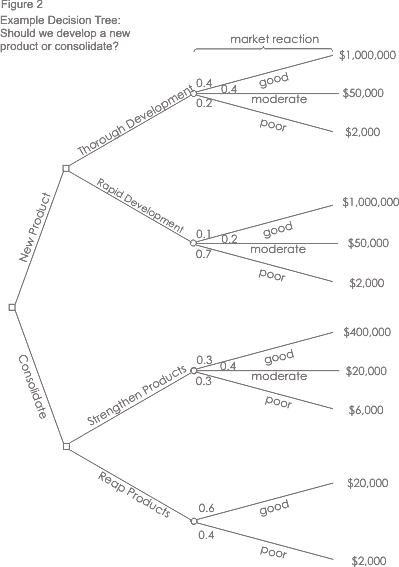 Figure 2
Example Decision Tree:
Should we develop a new
product or consolidate?
market reaction
New Product
Thorough Development
0.4
good
$1,000,000
0.4
moderate
$50,000
0.2
poor
$2,000
Rapid Development
0.1
good
$1,000,000
0.2
moderate
$50,000
0.7
poor
$2,000
Consolidate
Strengthen Products
0.3
good
$400,000
0.4
moderate
$20,000
0.3
poor
$6,000
Reap Products
0.6
good
$20,000
0.4
poor
$2,000